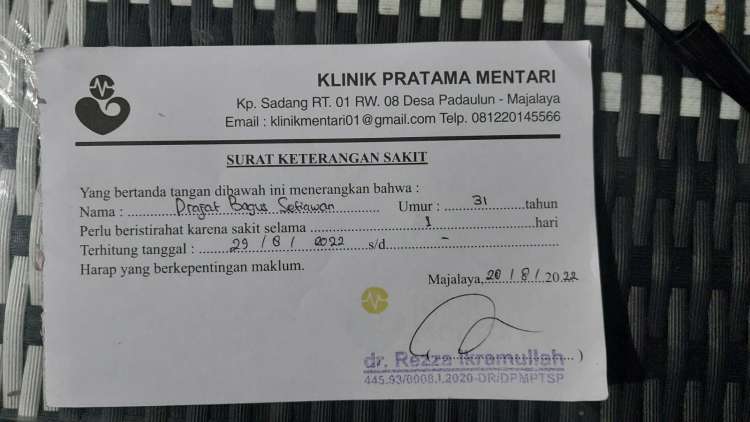 KLINIK PRATAMA MENTARI
Kp. Sadang RT. 01 RW. 08 Desa Padaulun - Majalaya
Email : klinikmentari01@gmail.com Telp. 081220145566
SURAT KETERANGAN SAKIT
Yang bertanda tangan dibawah ini menerangkan bahwa :
Nama : Drajat Bagus Setiawan Umur : 31 tahun
Perlu beristirahat karena sakit selama 1 hari
Terhitung tanggal : 29 / 8 / 2022 s/d -
Harap yang berkepentingan maklum.
Majalaya, 20 / 8 / 2022
dr. Rezza Ikramullah
( )
445.93/0008.1.2020-DR/DPMPTSP